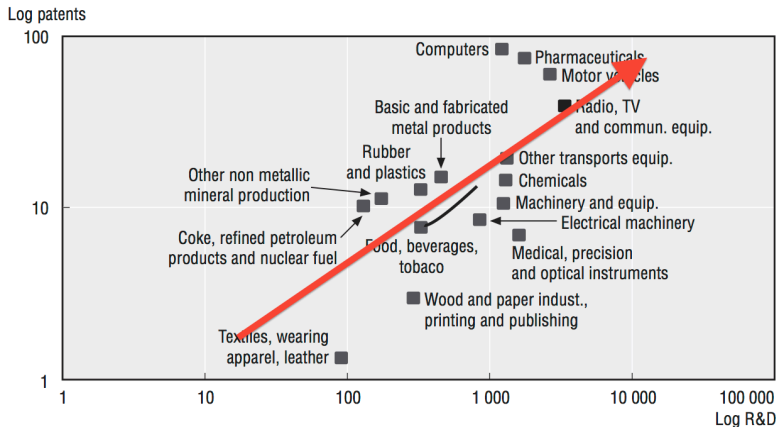 Log patents
100
Computers
Pharmaceuticals
Motor vehicles
Basic and fabricated
metal products
Radio, TV
and commun. equip.
Rubber
and plastics
Other transports equip.
Other non metallic
mineral production
Chemicals
10
Machinery and equip.
Electrical machinery
Coke, refined petroleum
products and nuclear fuel
Food, beverages,
tobacco
Medical, precision
and optical instruments
Wood and paper indust.,
printing and publishing
Textiles, wearing
apparel, leather
1
1
10
100
1 000
10 000
100 000
Log R&D